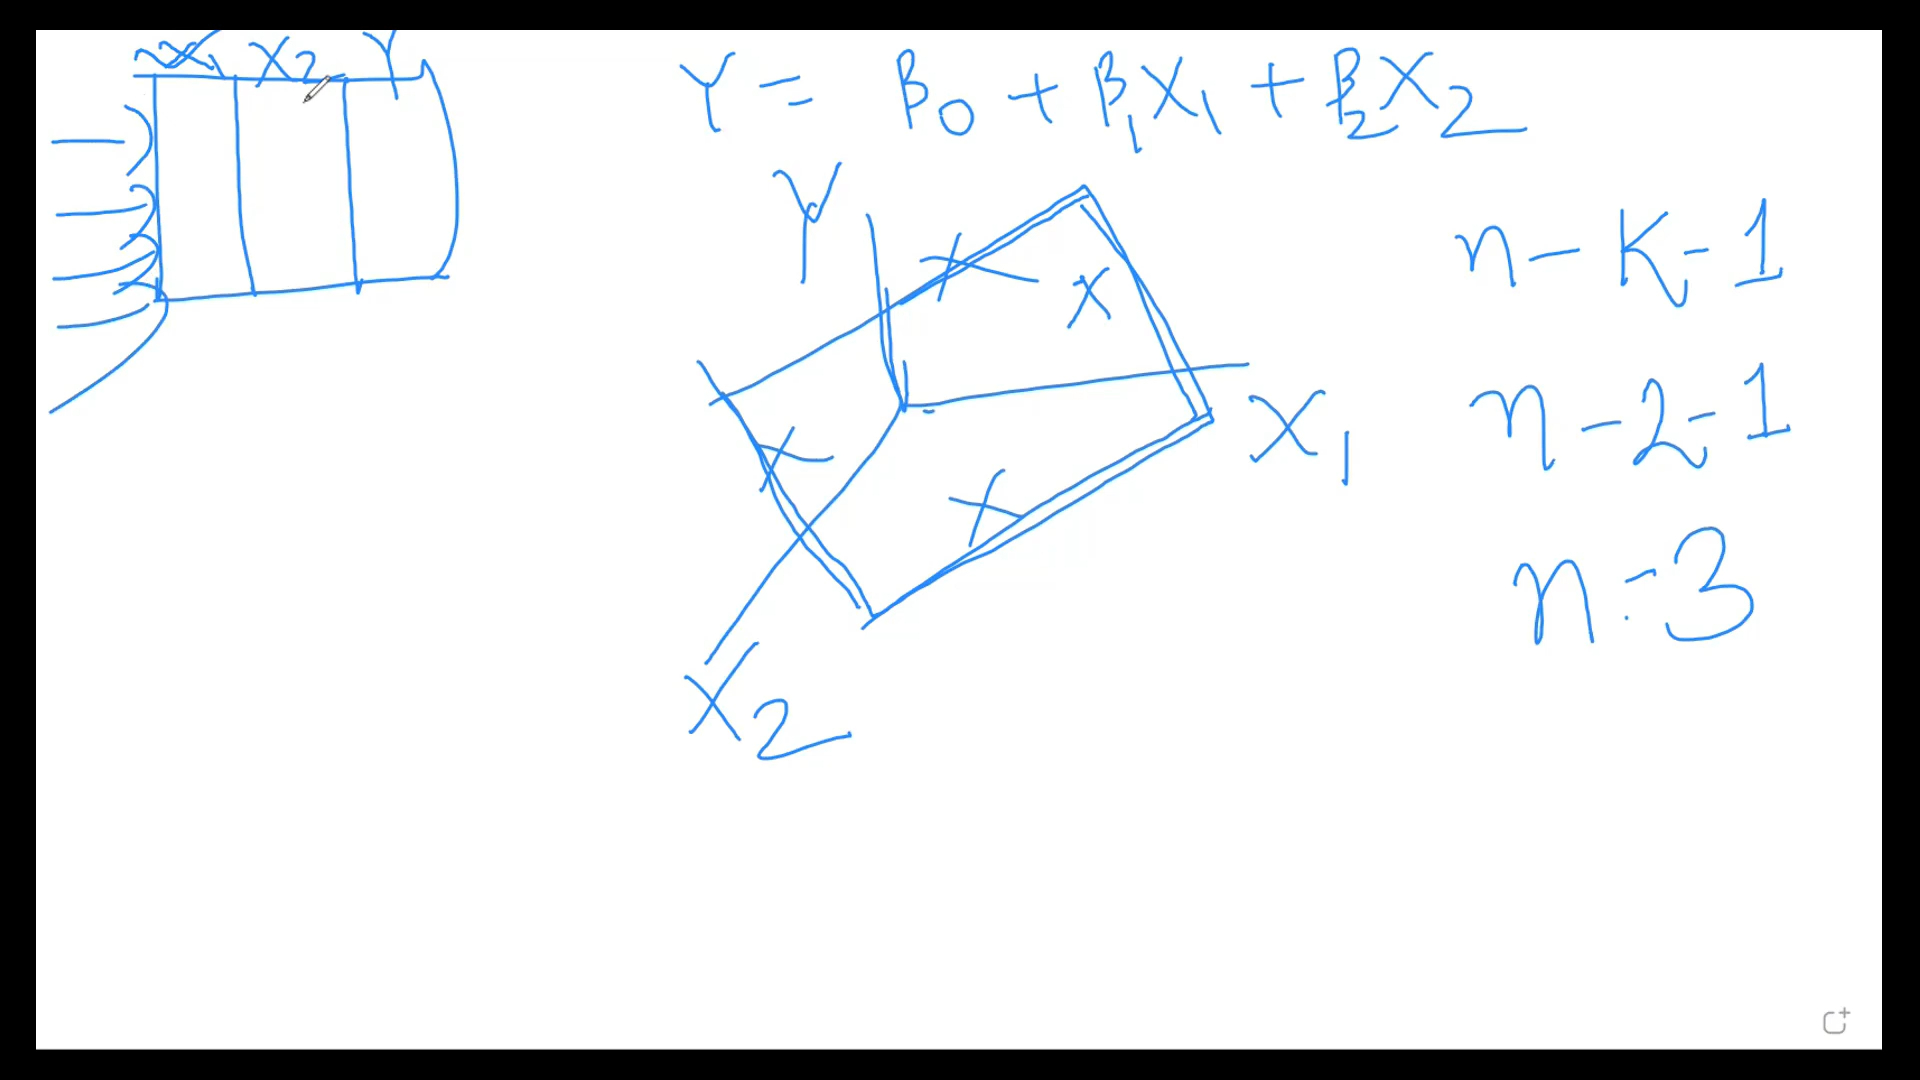 X1 X2 Y
Y = β0 + β1X1 + β2X2
Y
n - K - 1
X
X
X1
n - 2 - 1
X
X
n = 3
X2